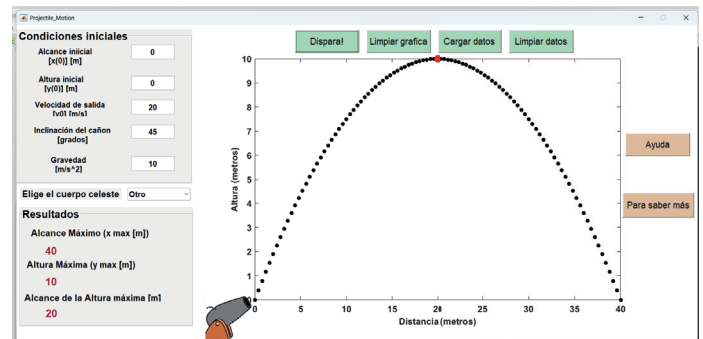 Projectile_Motion
Condiciones iniciales
Alcance iniicial
[x(0)] [m]
0
Altura inicial
[y(0)] [m]
0
Velocidad de salida
[v0] [m/s]
20
Inclinación del cañon
[grados]
45
Gravedad
[m/s^2]
10
Elige el cuerpo celeste
Otro
Resultados
Alcance Máximo (x max [m])
40
Altura Máxima (y max [m])
10
Alcance de la Altura máxima [m]
20
Dispara!
Limpiar grafica
Cargar datos
Limpiar datos
10
9
8
7
6
5
4
3
2
1
0
Altura (metros)
0 5 10 15 20 25 30 35 40
Distancia (metros)
Ayuda
Para saber más